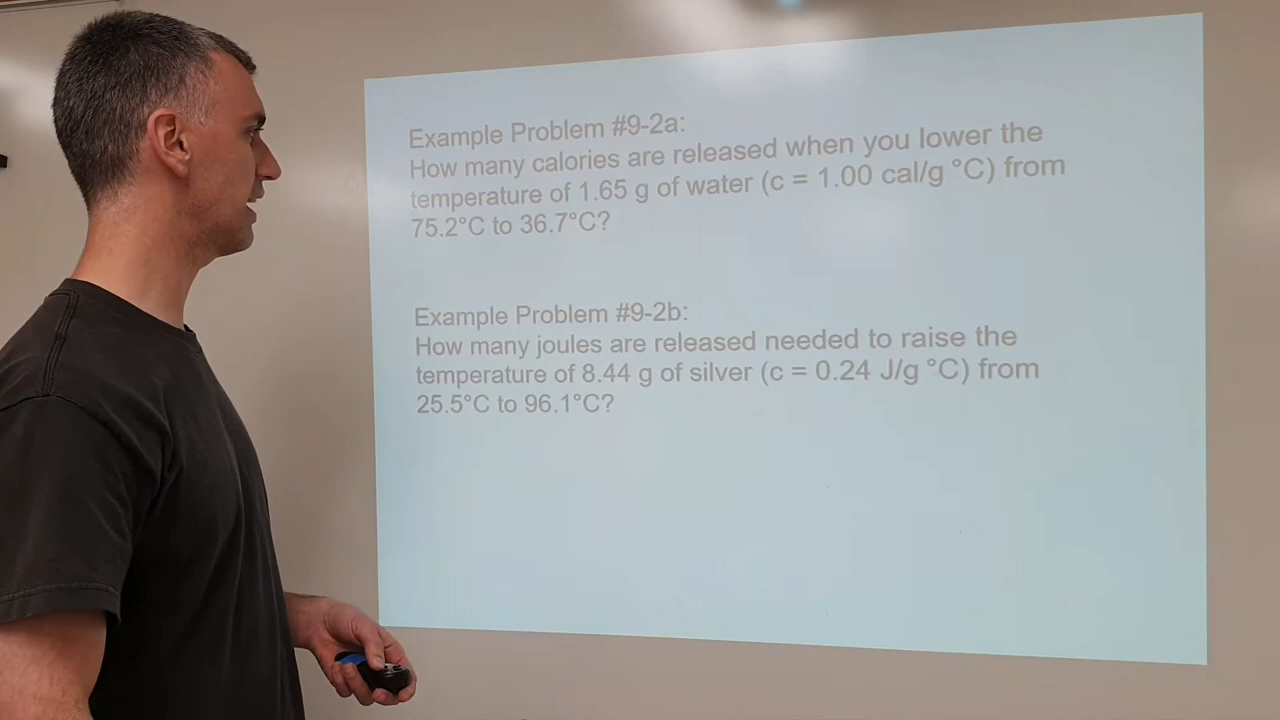 Example Problem #9-2a:
How many calories are released when you lower the
temperature of 1.65 g of water (c = 1.00 cal/g °C) from
75.2°C to 36.7°C?
Example Problem #9-2b:
How many joules are released needed to raise the
temperature of 8.44 g of silver (c = 0.24 J/g °C) from
25.5°C to 96.1°C?